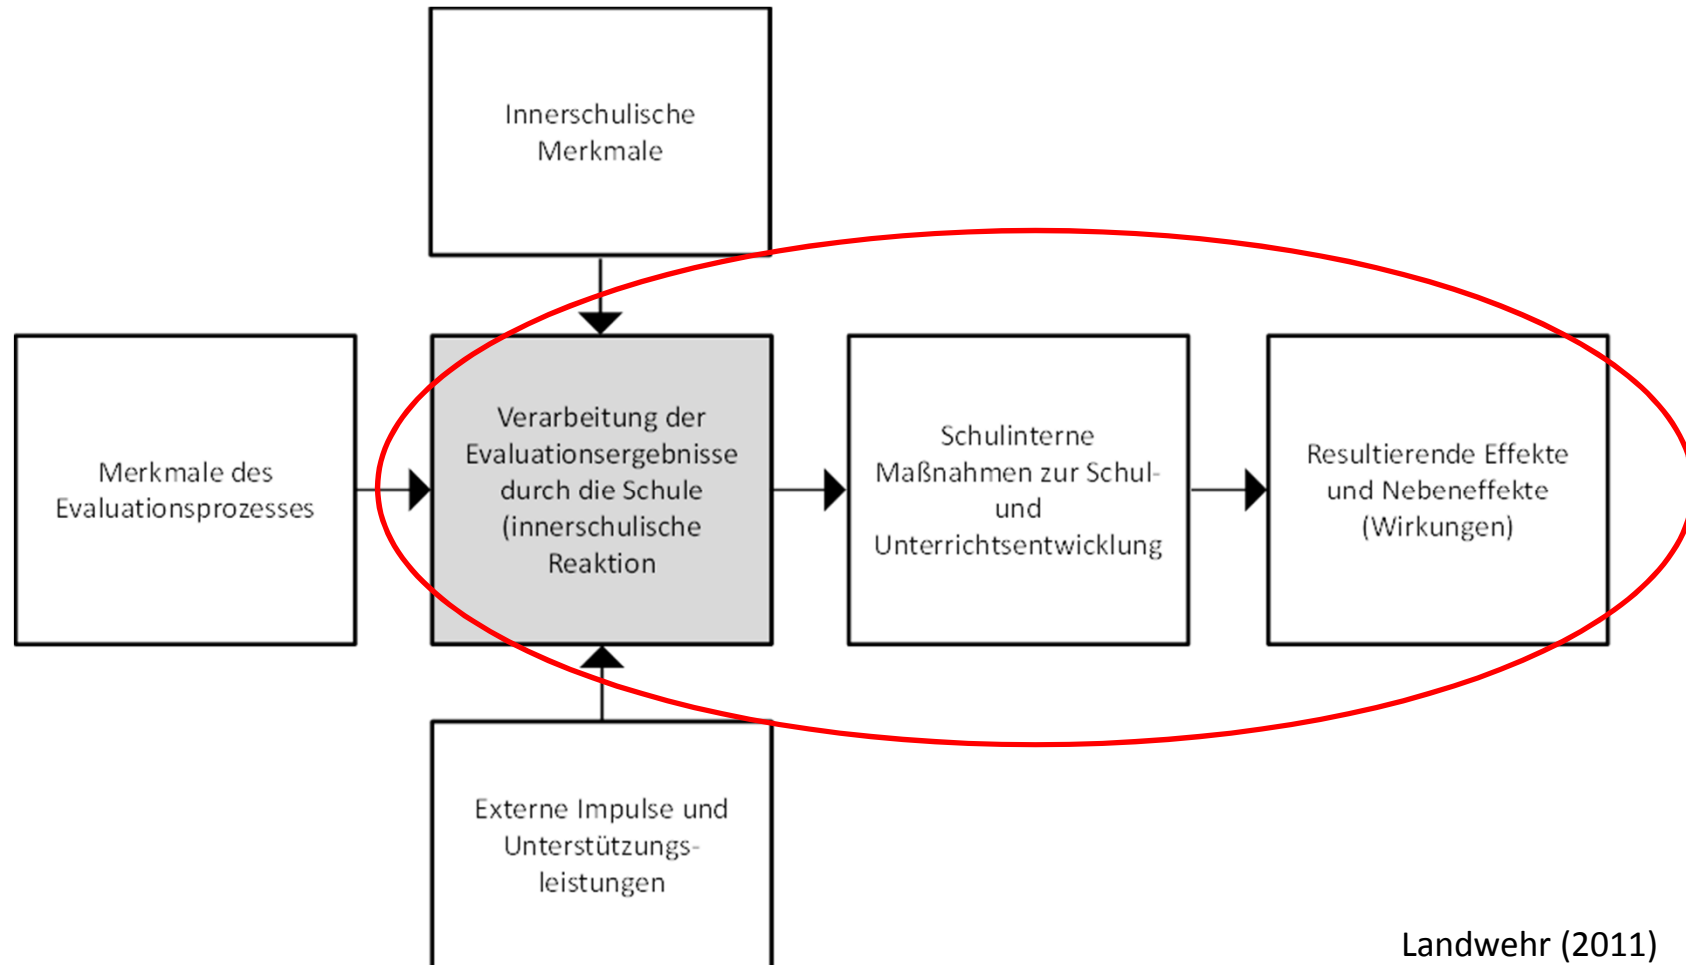 Innerschulische
Merkmale
Merkmale des
Evaluationsprozesses
Verarbeitung der
Evaluationsergebnisse
durch die Schule
(innerschulische
Reaktion
Schulinterne
Maßnahmen zur Schul-
und
Unterrichtsentwicklung
Resultierende Effekte
und Nebeneffekte
(Wirkungen)
Externe Impulse und
Unterstützungs-
leistungen
Landwehr (2011)